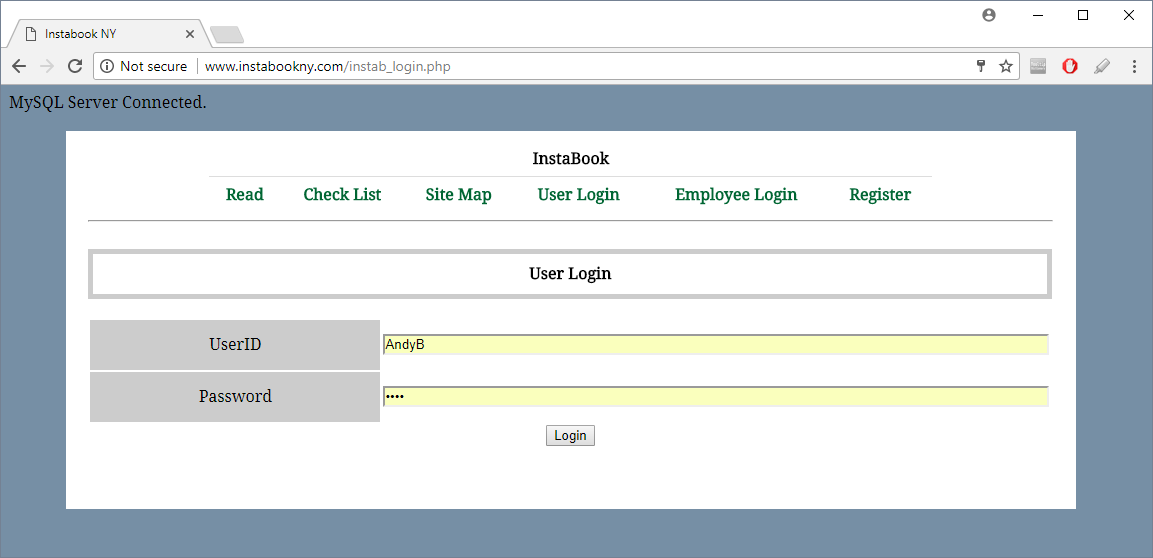 Instabook NY
Not secure www.instabookny.com/instab_login.php
MySQL Server Connected.
InstaBook
Read Check List Site Map User Login Employee Login Register
User Login
UserID AndyB
Password ••••
Login